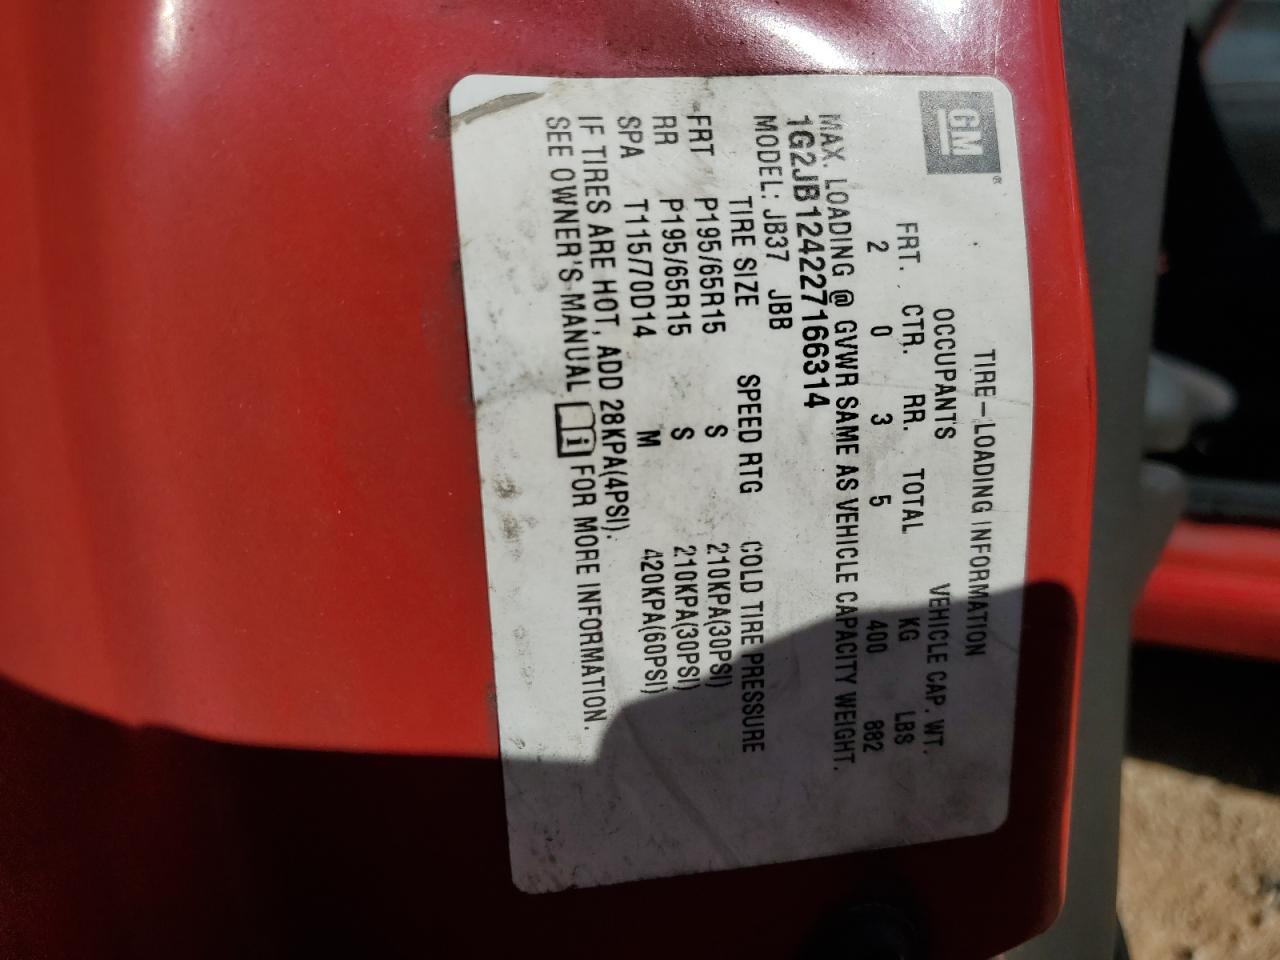 GM
TIRE-LOADING INFORMATION
OCCUPANTS VEHICLE CAP. WT.
FRT. CTR. RR. TOTAL KG LBS
2 0 3 5 400 882
MAX. LOADING @ GVWR SAME AS VEHICLE CAPACITY WEIGHT.
1G2JB124227166314
MODEL: JB37 JBB
TIRE SIZE SPEED RTG COLD TIRE PRESSURE
FRT P195/65R15 S 210KPA(30PSI)
RR P195/65R15 S 210KPA(30PSI)
SPA T115/70D14 M 420KPA(60PSI)
IF TIRES ARE HOT, ADD 28KPA(4PSI).
SEE OWNER'S MANUAL i FOR MORE INFORMATION.